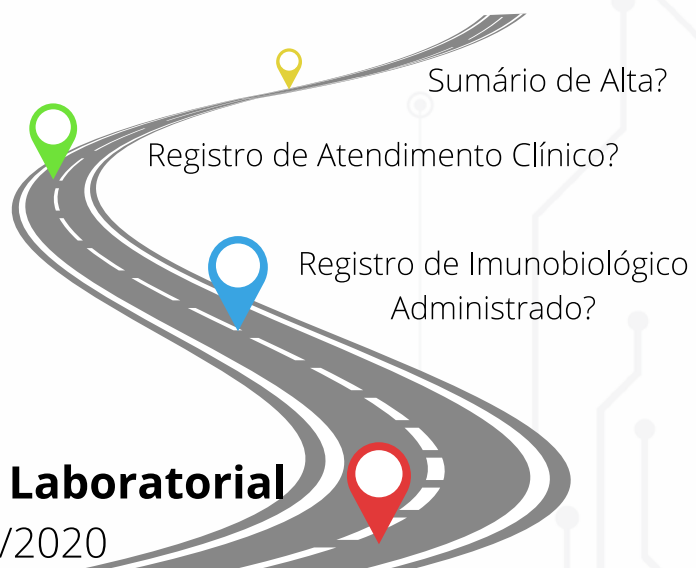 Sumário de Alta?
Registro de Atendimento Clínico?
Registro de Imunobiológico
Administrado?
Laboratorial
/2020